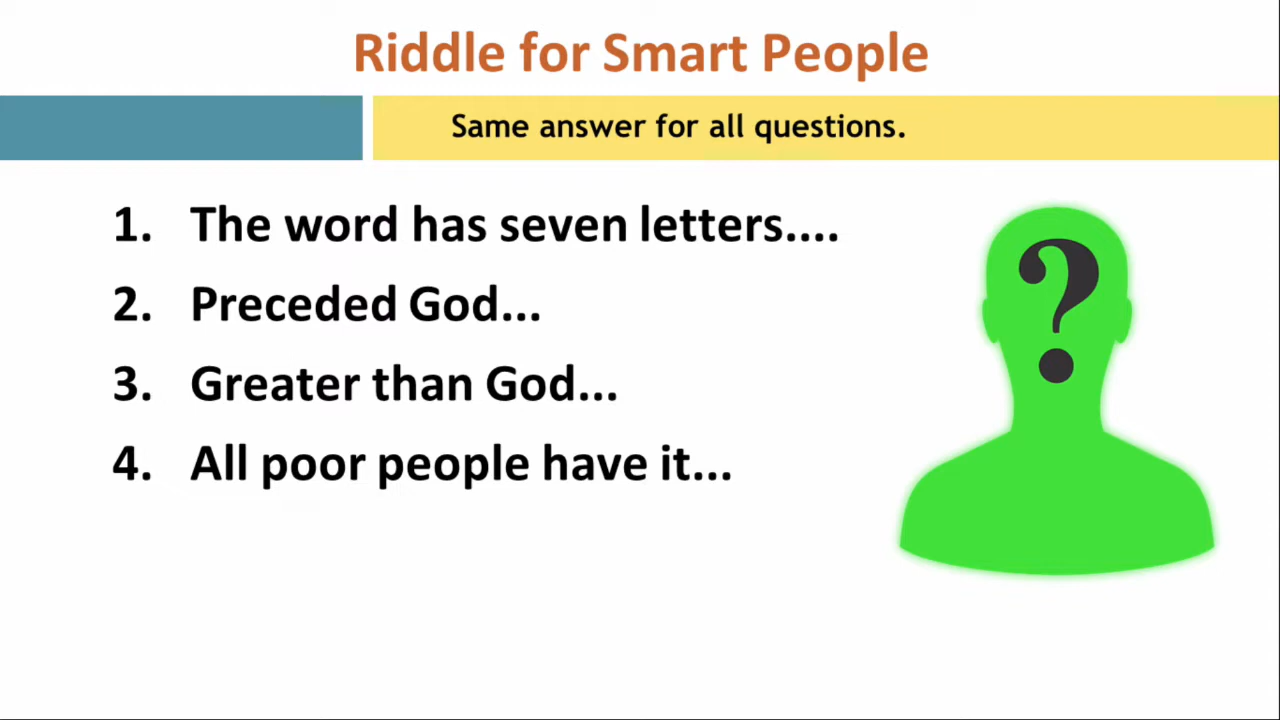 Riddle for Smart People
Same answer for all questions.
1. The word has seven letters....
2. Preceded God...
3. Greater than God...
4. All poor people have it...
?